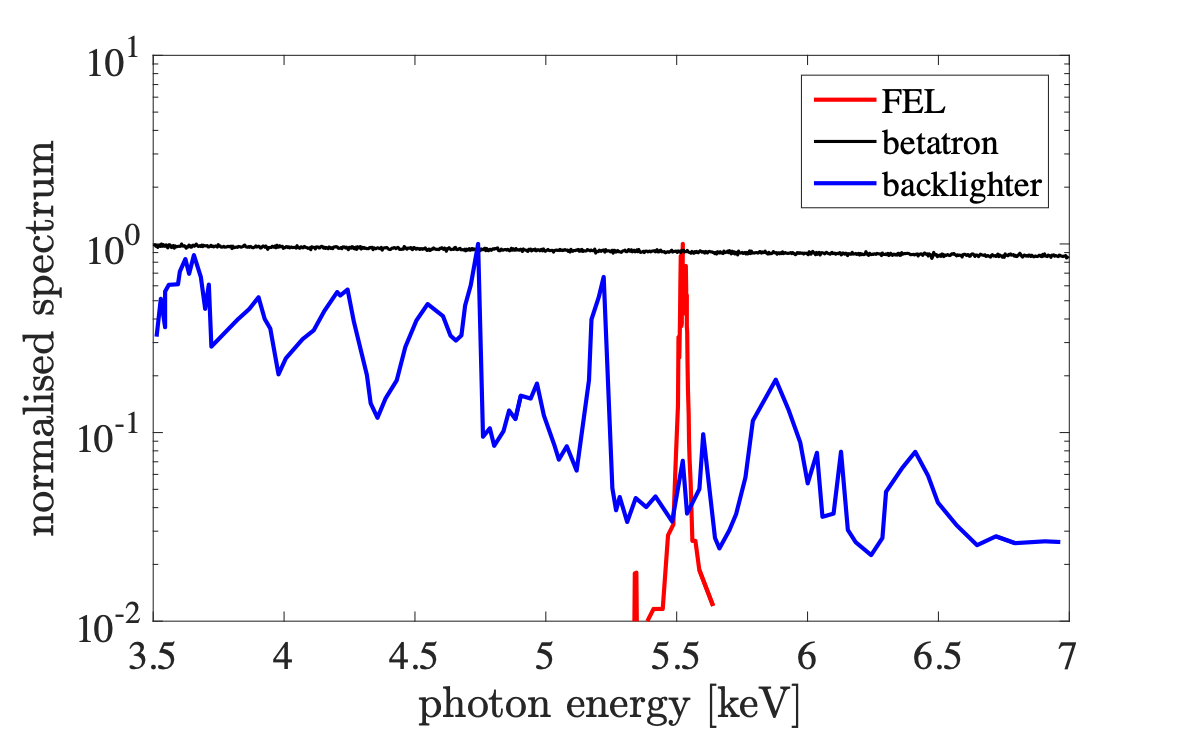 10^1
10^0
10^-1
10^-2
normalised spectrum
FEL
betatron
backlighter
3.5 4 4.5 5 5.5 6 6.5 7
photon energy [keV]